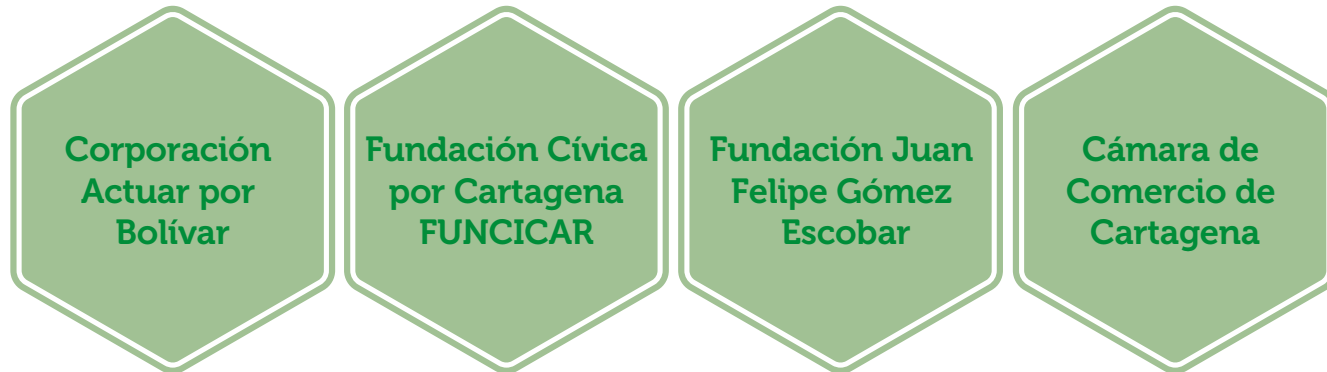 Corporación
Actuar por
Bolívar
Fundación Cívica
por Cartagena
FUNCICAR
Fundación Juan
Felipe Gómez
Escobar
Cámara de
Comercio de
Cartagena